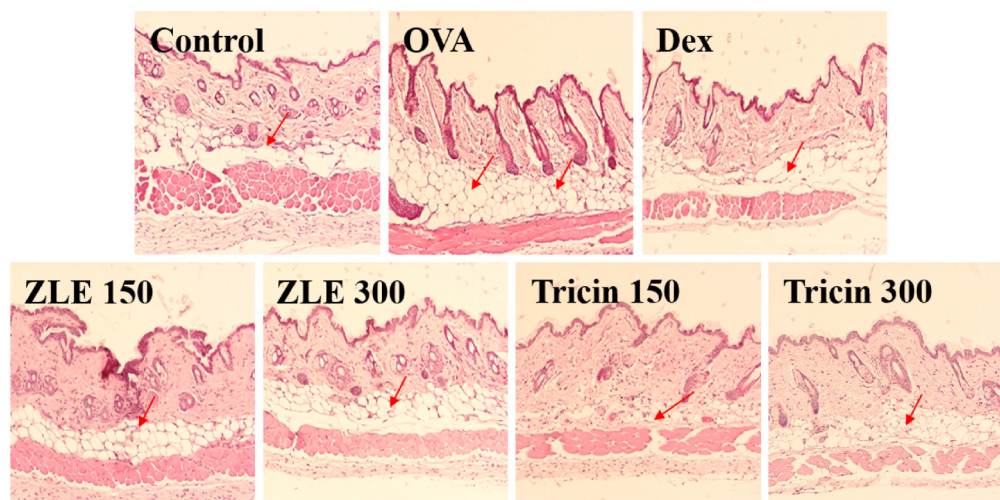 Control
OVA
Dex
ZLE 150
ZLE 300
Tricin 150
Tricin 300